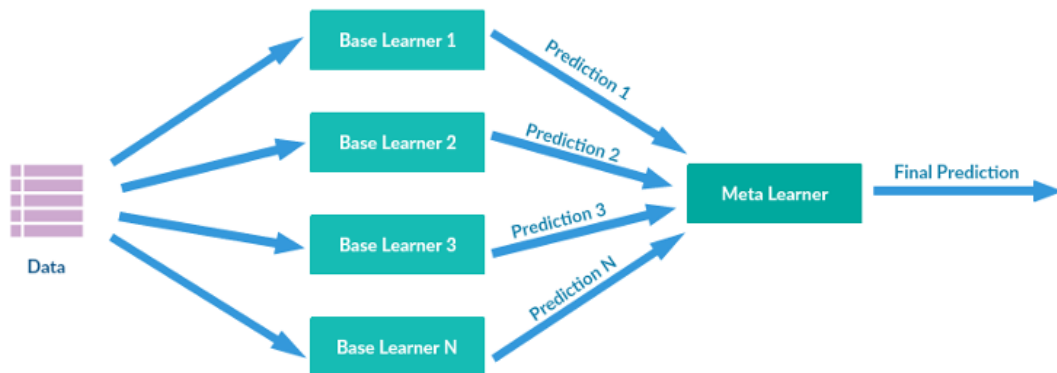 Base Learner 1
Prediction 1
Base Learner 2
Prediction 2
Meta Learner
Final Prediction
Data
Base Learner 3
Prediction 3
Base Learner N
Prediction N